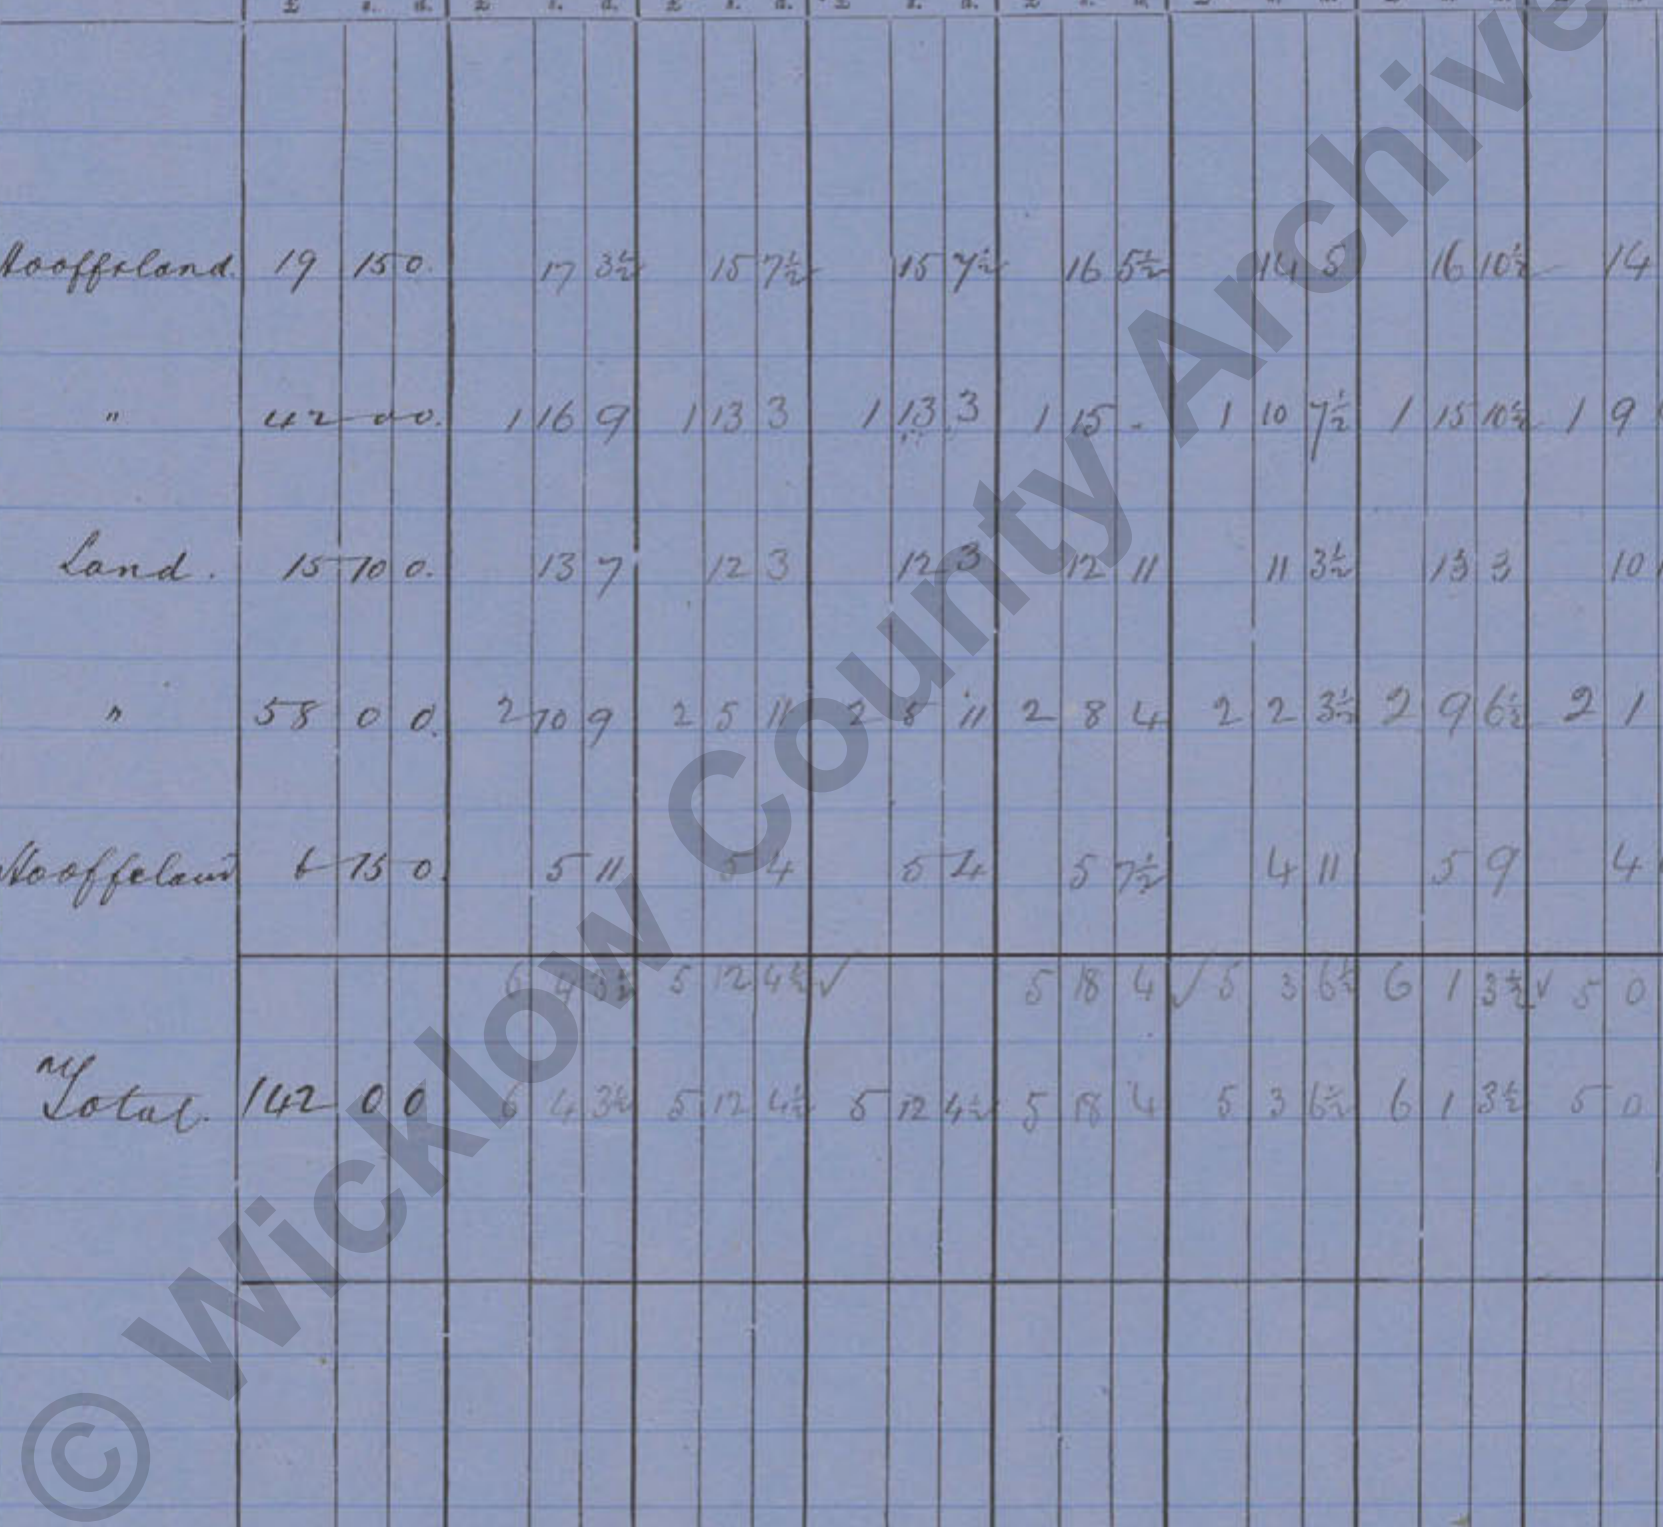 £ s. d. £ s. d. £ s. d. £ s. d. £ s. d.
19 15 0. 17 3½ 15 7½ 15 7½ 16 5½ 14 5 16 10½ 14
" 42 0 0. 1 16 9 1 13 3 1 13 3 1 15 - 1 10 7½ 1 15 10½ 1 9
Land. 15 10 0. 13 7 12 3 12 3 12 11 11 3½ 13 3 10
" 58 0 0. 2 10 9 2 5 11 2 5 11 2 8 4 2 2 3½ 2 9 6½ 2 1
6 15 0. 5 11 5 4 5 4 5 7½ 4 11 5 9 4
6 4 3½ 5 12 4½ ✓ 5 18 4 ✓ 5 3 6½ 6 1 3½ ✓ 5 0
Total. 142 0 0 6 4 3½ 5 12 4½ 5 12 4½ 5 18 4 5 3 6½ 6 1 3½ 5 0
© Wicklow County Archive